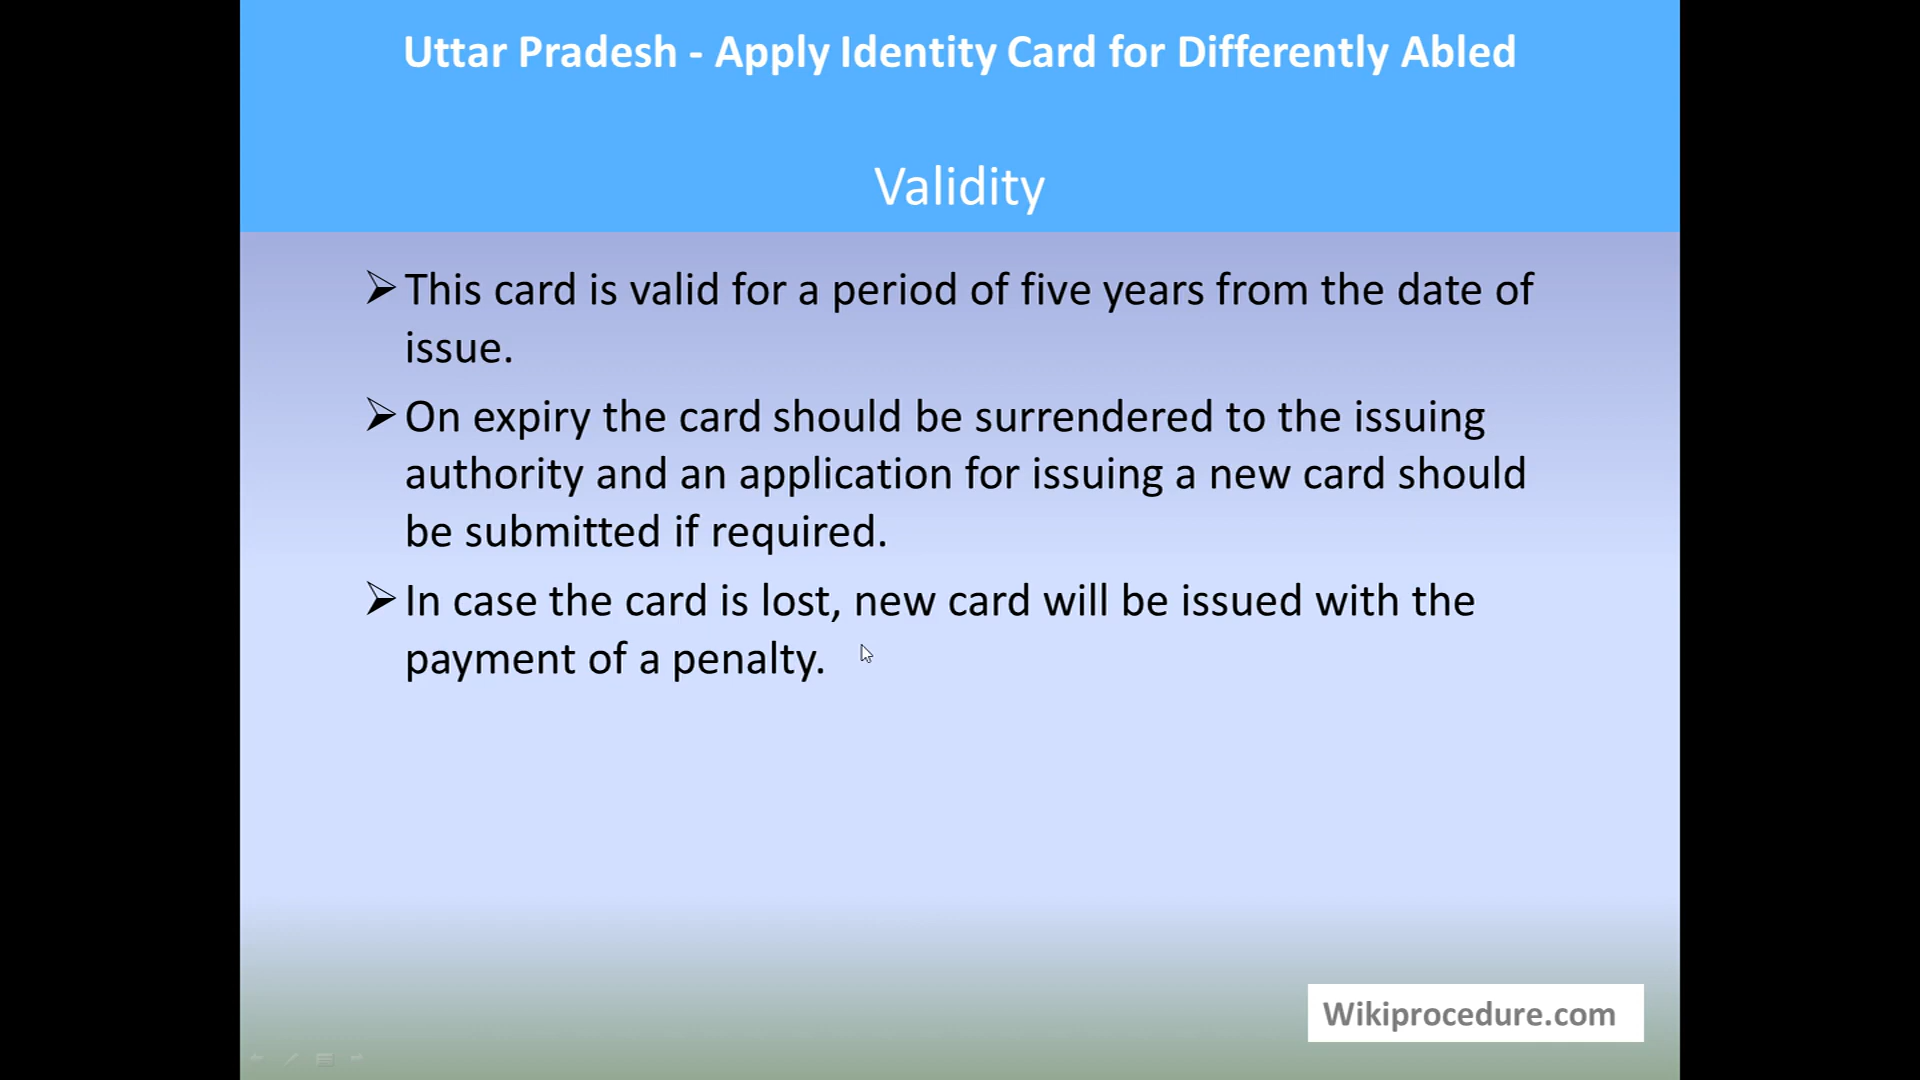 Uttar Pradesh - Apply Identity Card for Differently Abled
Validity
➢ This card is valid for a period of five years from the date of
issue.
➢ On expiry the card should be surrendered to the issuing
authority and an application for issuing a new card should
be submitted if required.
➢ In case the card is lost, new card will be issued with the
payment of a penalty.
Wikiprocedure.com